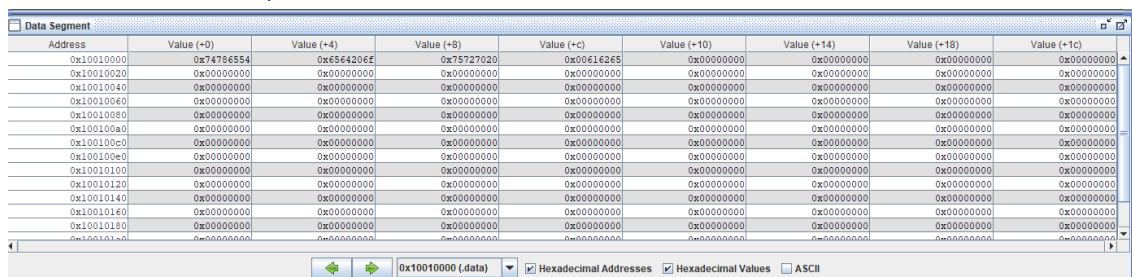 Data Segment
Address Value (+0) Value (+4) Value (+8) Value (+c) Value (+10) Value (+14) Value (+18) Value (+1c)
0x10010000 0x74786554 0x6564206f 0x75727020 0x00616265 0x00000000 0x00000000 0x00000000 0x00000000
0x10010020 0x00000000 0x00000000 0x00000000 0x00000000 0x00000000 0x00000000 0x00000000 0x00000000
0x10010040 0x00000000 0x00000000 0x00000000 0x00000000 0x00000000 0x00000000 0x00000000 0x00000000
0x10010060 0x00000000 0x00000000 0x00000000 0x00000000 0x00000000 0x00000000 0x00000000 0x00000000
0x10010080 0x00000000 0x00000000 0x00000000 0x00000000 0x00000000 0x00000000 0x00000000 0x00000000
0x100100a0 0x00000000 0x00000000 0x00000000 0x00000000 0x00000000 0x00000000 0x00000000 0x00000000
0x100100c0 0x00000000 0x00000000 0x00000000 0x00000000 0x00000000 0x00000000 0x00000000 0x00000000
0x100100e0 0x00000000 0x00000000 0x00000000 0x00000000 0x00000000 0x00000000 0x00000000 0x00000000
0x10010100 0x00000000 0x00000000 0x00000000 0x00000000 0x00000000 0x00000000 0x00000000 0x00000000
0x10010120 0x00000000 0x00000000 0x00000000 0x00000000 0x00000000 0x00000000 0x00000000 0x00000000
0x10010140 0x00000000 0x00000000 0x00000000 0x00000000 0x00000000 0x00000000 0x00000000 0x00000000
0x10010160 0x00000000 0x00000000 0x00000000 0x00000000 0x00000000 0x00000000 0x00000000 0x00000000
0x10010180 0x00000000 0x00000000 0x00000000 0x00000000 0x00000000 0x00000000 0x00000000 0x00000000
0x10010000 (.data) Hexadecimal Addresses Hexadecimal Values ASCII